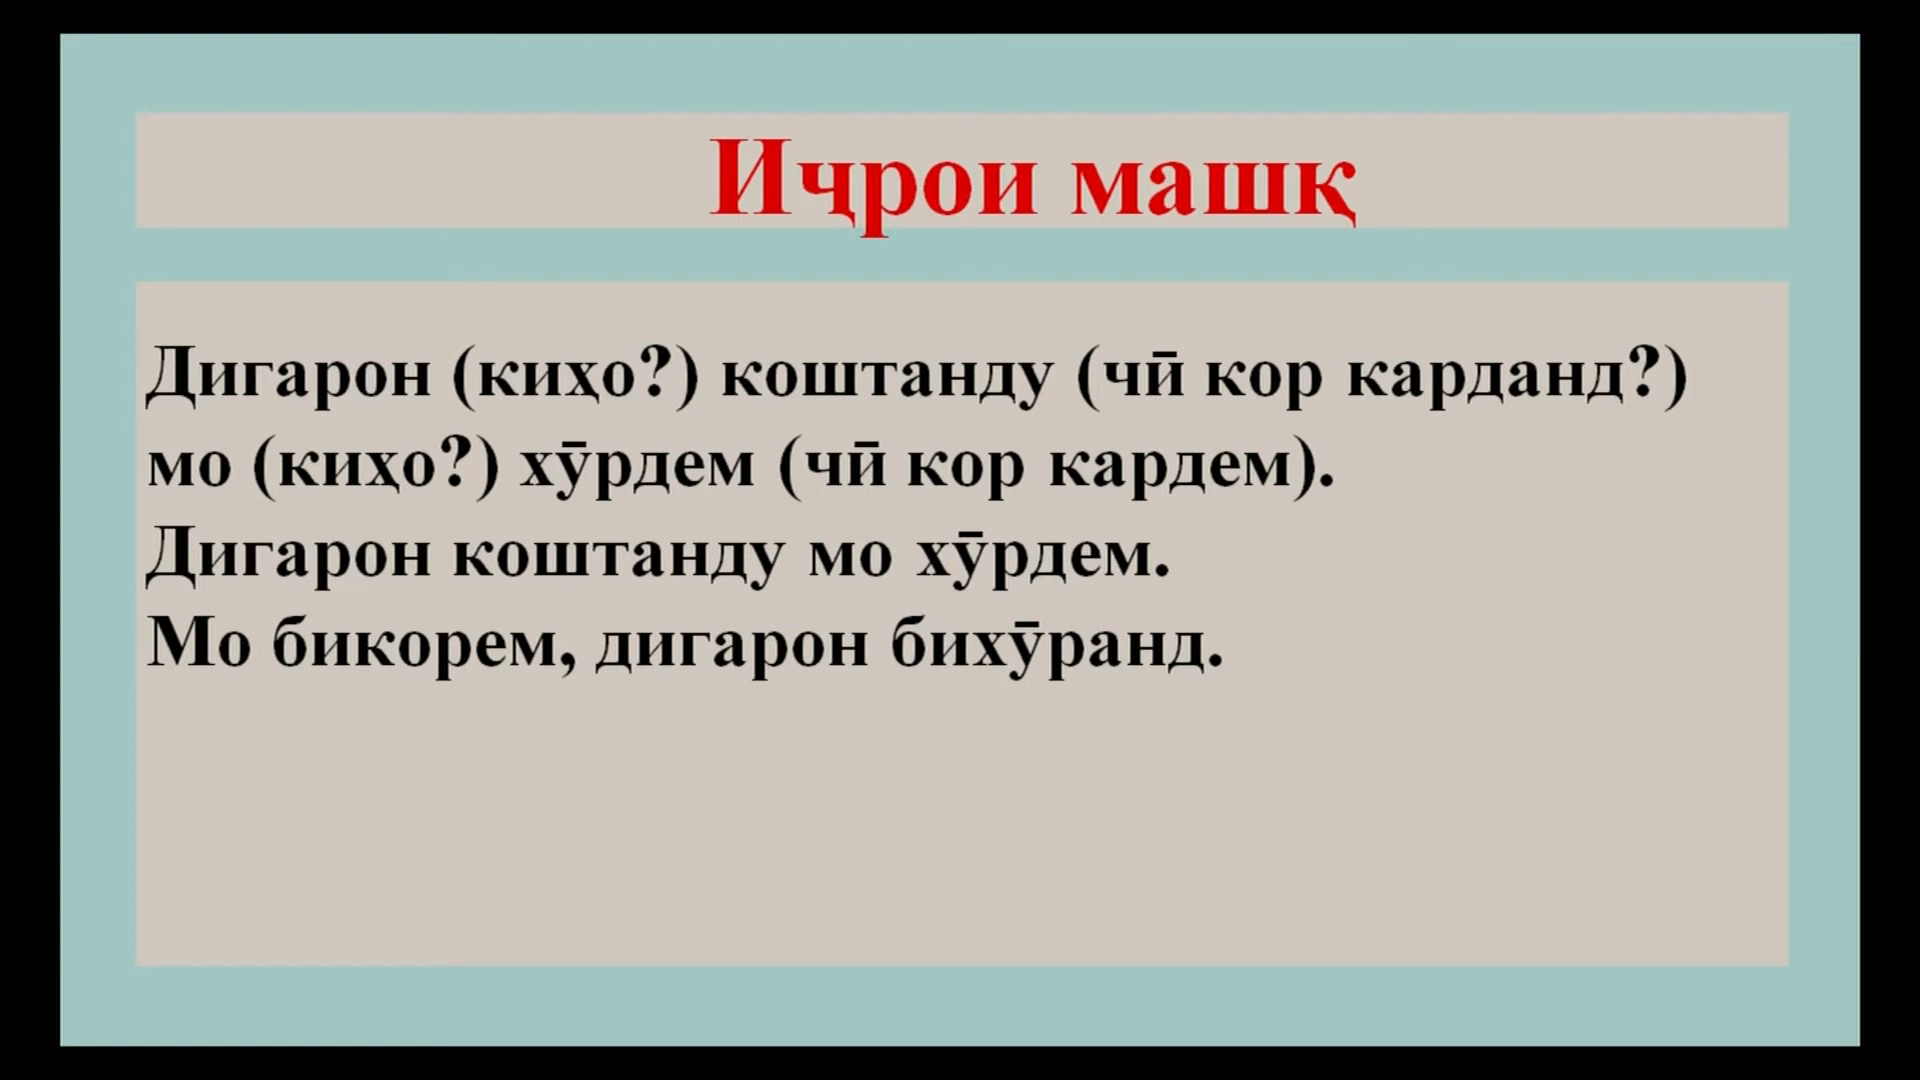 Иҷрои машқ
Дигарон (киҳо?) коштанду (чӣ кор карданд?)
мо (киҳо?) хӯрдем (чӣ кор кардем).
Дигарон коштанду мо хӯрдем.
Мо бикорем, дигарон бихӯранд.